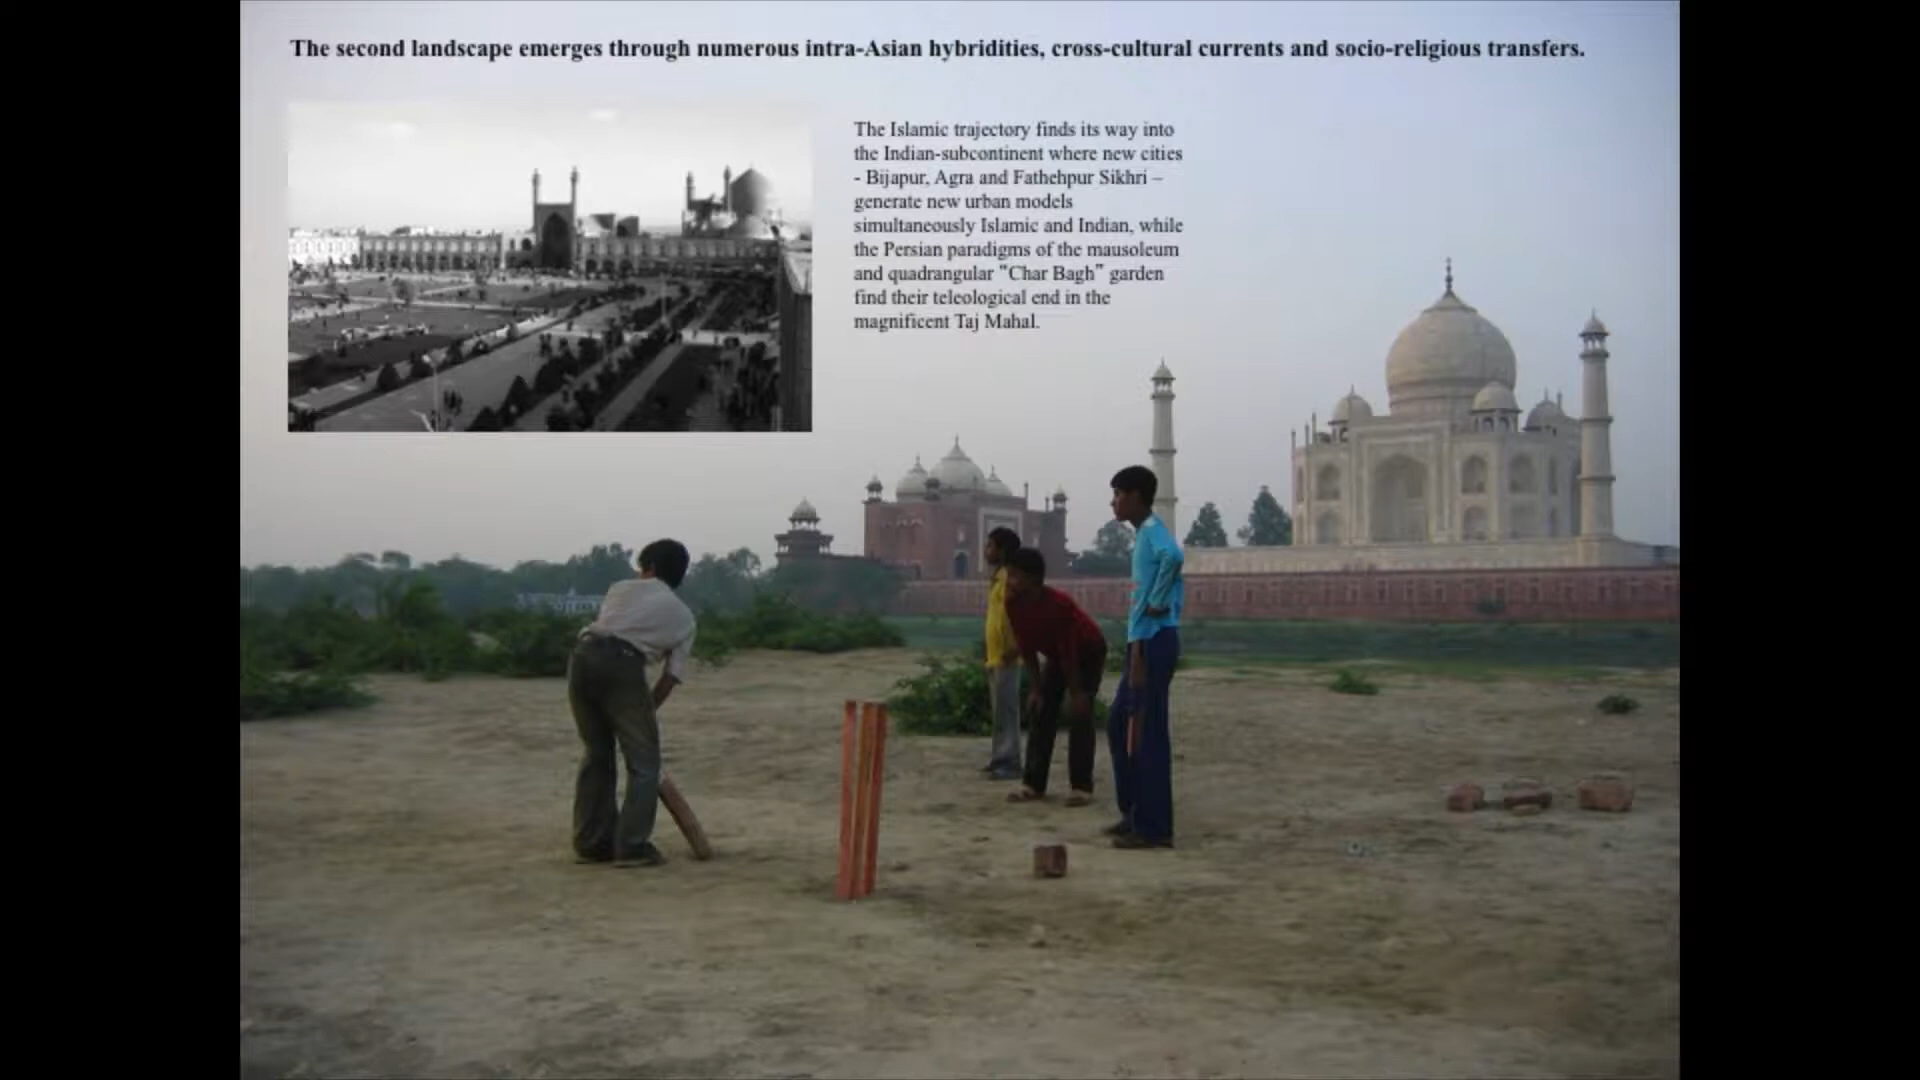 The second landscape emerges through numerous intra-Asian hybridities, cross-cultural currents and socio-religious transfers.
The Islamic trajectory finds its way into
the Indian-subcontinent where new cities
- Bijapur, Agra and Fathehpur Sikhri –
generate new urban models
simultaneously Islamic and Indian, while
the Persian paradigms of the mausoleum
and quadrangular "Char Bagh" garden
find their teleological end in the
magnificent Taj Mahal.